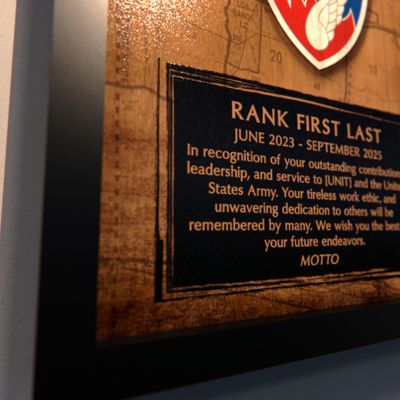 20
10
RANK FIRST LAST
JUNE 2023 - SEPTEMBER 2025
In recognition of your outstanding contribution
leadership, and service to [UNIT] and the Unite
States Army. Your tireless work ethic, and
unwavering dedication to others will be
remembered by many. We wish you the best
your future endeavors.
MOTTO